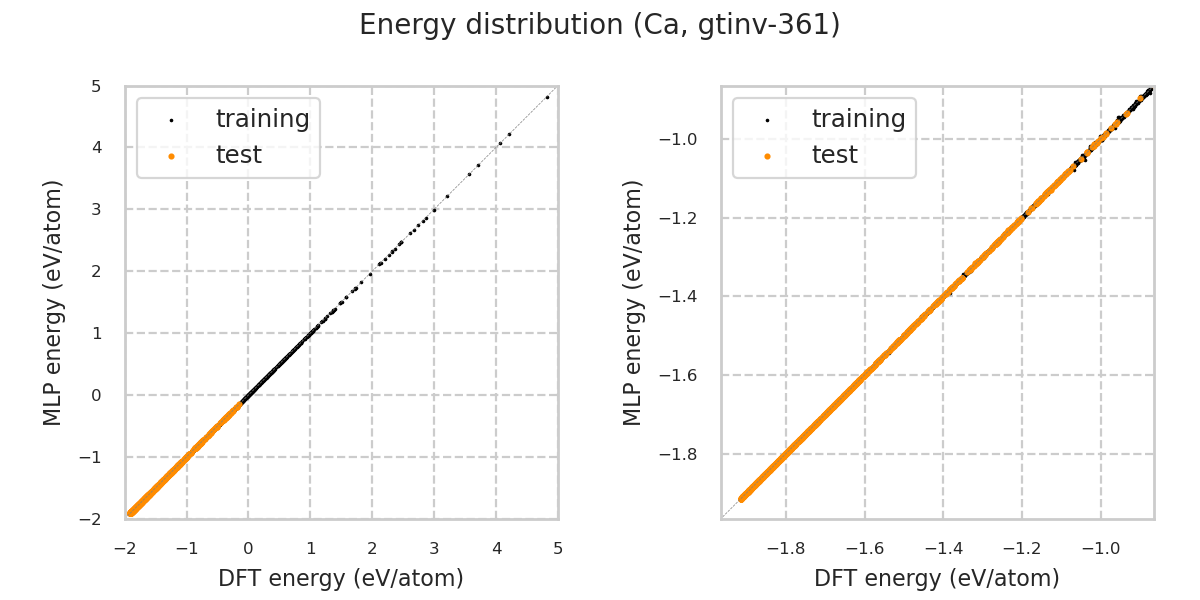 Energy distribution (Ca, gtinv-361)
5
4
3
2
1
0
−1
−2
MLP energy (eV/atom)
training
test
−2 −1 0 1 2 3 4 5
DFT energy (eV/atom)
−1.0
−1.2
−1.4
−1.6
−1.8
MLP energy (eV/atom)
training
test
−1.8 −1.6 −1.4 −1.2 −1.0
DFT energy (eV/atom)